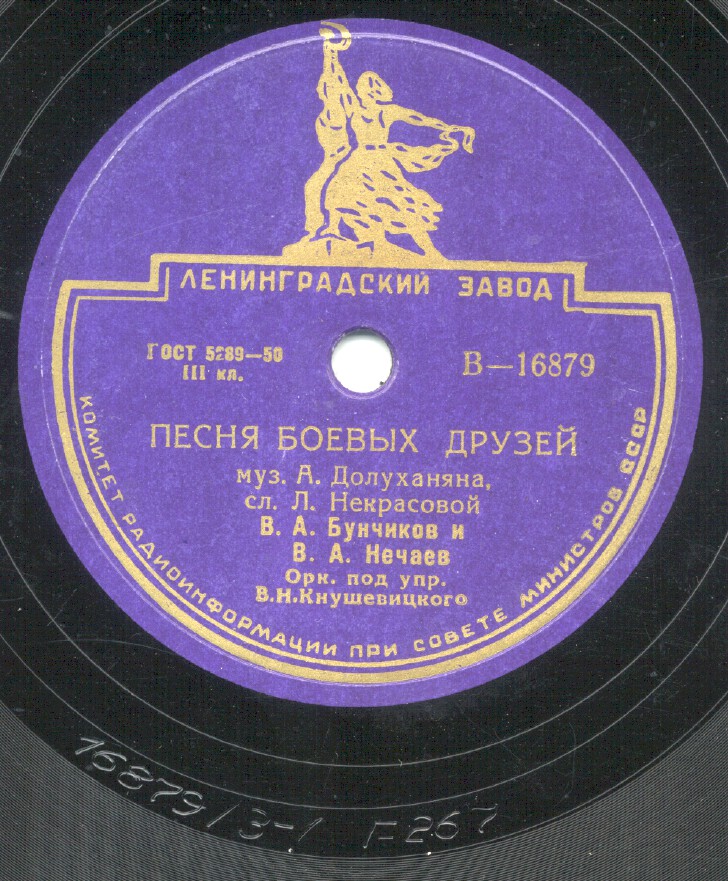 ЛЕНИНГРАДСКИЙ ЗАВОД
ГОСТ 5289—50
III кл.
В—16879
ПЕСНЯ БОЕВЫХ ДРУЗЕЙ
муз. А. Долуханяна,
сл. Л. Некрасовой
В. А. Бунчиков и
В. А. Нечаев
Орк. под упр.
В.Н.Кнушевицкого
КОМИТЕТ РАДИОИНФОРМАЦИИ ПРИ СОВЕТЕ МИНИСТРОВ СССР
16879/3-1 F267